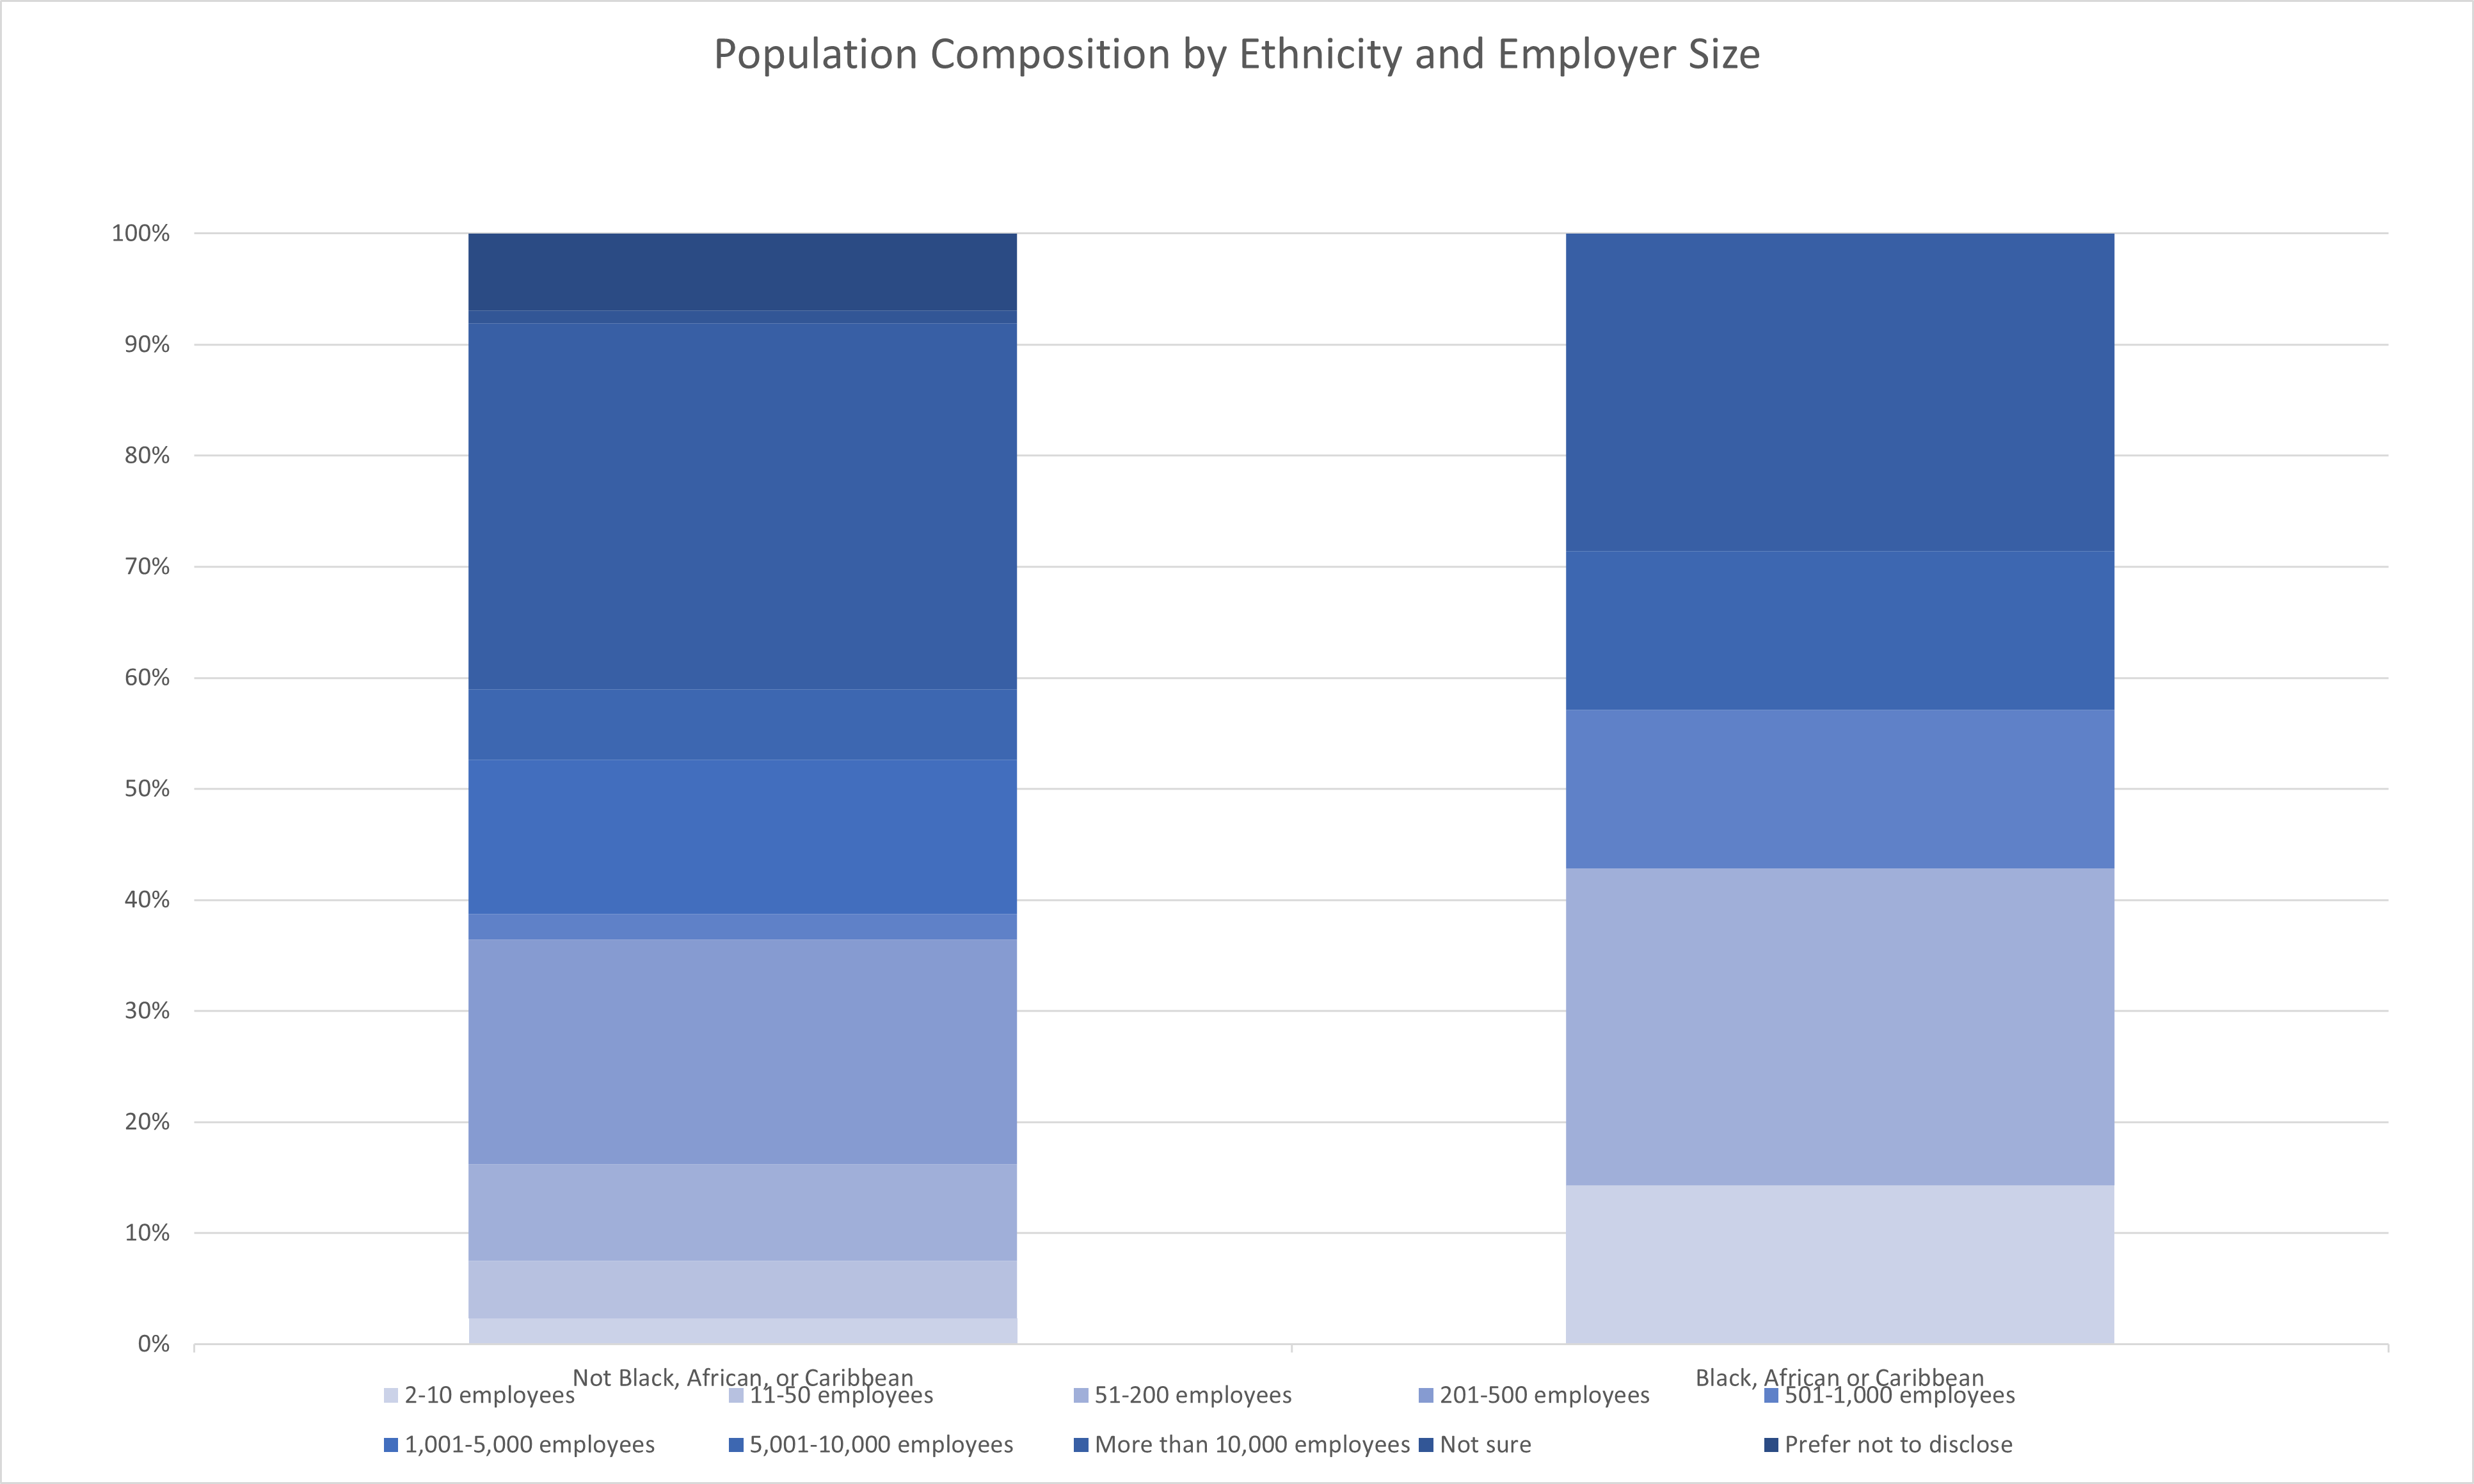 Population Composition by Ethnicity and Employer Size
100%
90%
80%
70%
60%
50%
40%
30%
20%
10%
0%
Not Black, African, or Caribbean
Black, African or Caribbean
2-10 employees
11-50 employees
51-200 employees
201-500 employees
501-1,000 employees
1,001-5,000 employees
5,001-10,000 employees
More than 10,000 employees
Not sure
Prefer not to disclose